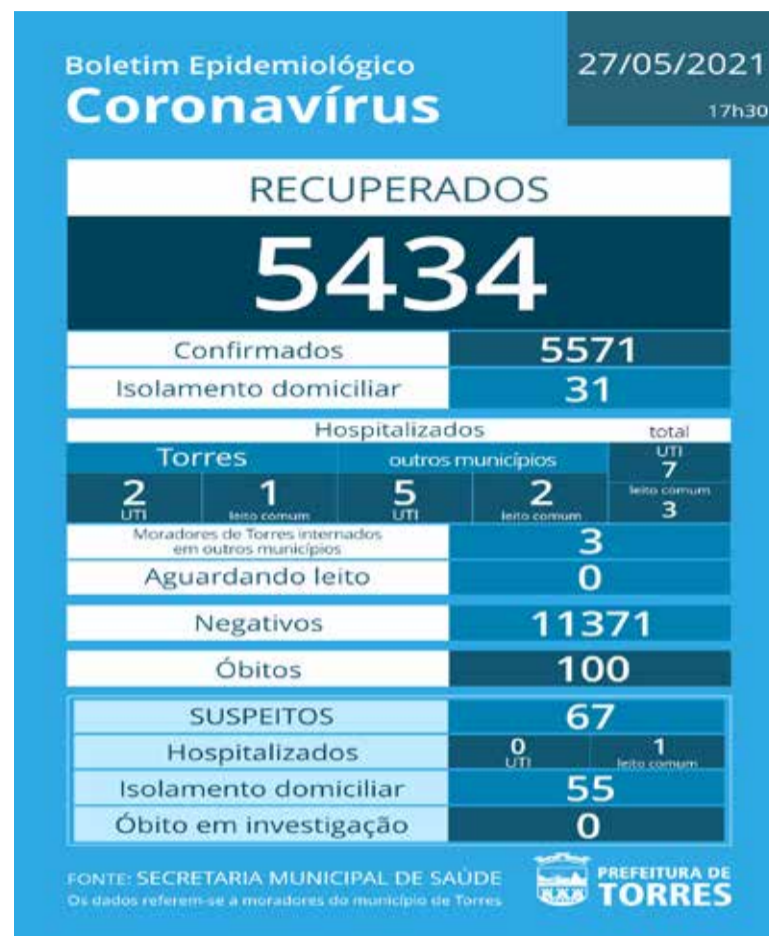 Boletim Epidemiológico
Coronavírus
27/05/2021
17h30
RECUPERADOS
5434
Confirmados 5571
Isolamento domiciliar 31
Hospitalizados total
Torres outros municípios
UTI
7
2 1 5 2
UTI leito comum UTI leito comum
leito comum
3
Moradores de Torres internados
em outros municípios
3
Aguardando leito 0
Negativos 11371
Óbitos 100
SUSPEITOS 67
Hospitalizados
0 1
UTI leito comum
Isolamento domiciliar 55
Óbito em investigação 0
FONTE: SECRETARIA MUNICIPAL DE SAÚDE
Os dados referem-se a moradores do município de Torres
PREFEITURA DE
TORRES